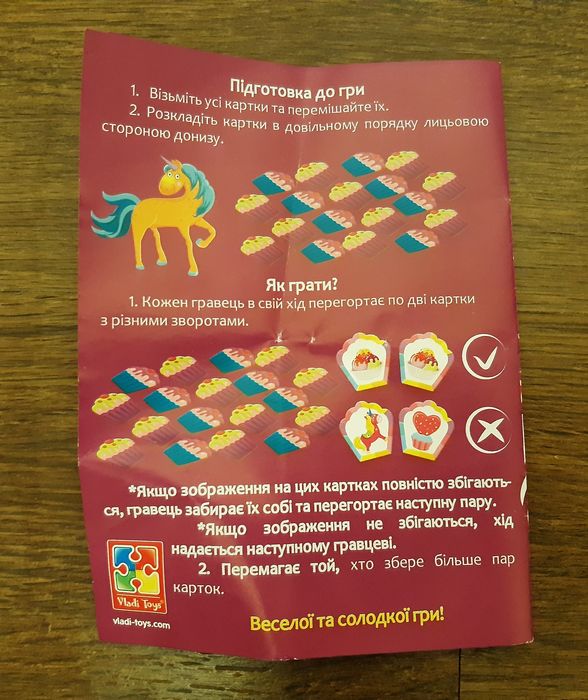 Підготовка до гри
1. Візьміть усі картки та перемішайте їх.
2. Розкладіть картки в довільному порядку лицьовою
стороною донизу.
Як грати?
1. Кожен гравець в свій хід перегортає по дві картки
з різними зворотами.
*Якщо зображення на цих картках повністю збігають-
ся, гравець забирає їх собі та перегортає наступну пару.
*Якщо зображення не збігаються, хід
надається наступному гравцеві.
2. Перемагає той, хто збере більше пар
карток.
Vladi Toys
vladi-toys.com
Веселої та солодкої гри!